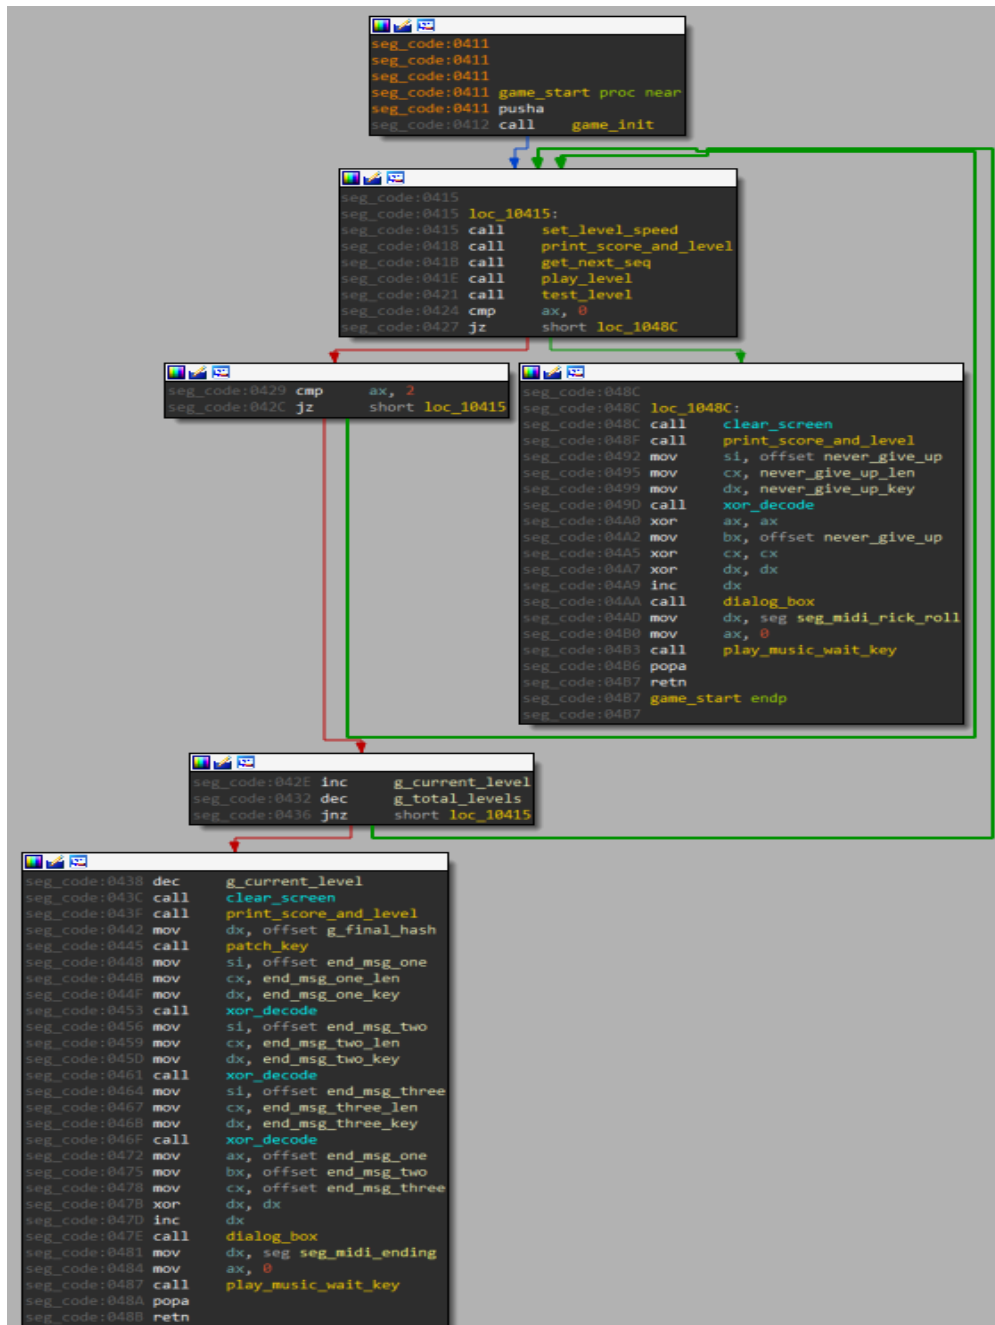 seg_code:0411
seg_code:0411
seg_code:0411
seg_code:0411 game_start proc near
seg_code:0411 pusha
seg_code:0412 call game_init
seg_code:0415
seg_code:0415 loc_10415:
seg_code:0415 call set_level_speed
seg_code:0418 call print_score_and_level
seg_code:041B call get_next_seq
seg_code:041E call play_level
seg_code:0421 call test_level
seg_code:0424 cmp ax, 0
seg_code:0427 jz short loc_1048C
seg_code:0429 cmp ax, 2
seg_code:042C jz short loc_10415
seg_code:048C
seg_code:048C loc_1048C:
seg_code:048C call clear_screen
seg_code:048F call print_score_and_level
seg_code:0492 mov si, offset never_give_up
seg_code:0495 mov cx, never_give_up_len
seg_code:0499 mov dx, never_give_up_key
seg_code:049D call xor_decode
seg_code:04A0 xor ax, ax
seg_code:04A2 mov bx, offset never_give_up
seg_code:04A5 xor cx, cx
seg_code:04A7 xor dx, dx
seg_code:04A9 inc dx
seg_code:04AA call dialog_box
seg_code:04AD mov dx, seg seg_midi_rick_roll
seg_code:04B0 mov ax, 0
seg_code:04B3 call play_music_wait_key
seg_code:04B6 popa
seg_code:04B7 retn
seg_code:04B7 game_start endp
seg_code:04B7
seg_code:042E inc g_current_level
seg_code:0432 dec g_total_levels
seg_code:0436 jnz short loc_10415
seg_code:0438 dec g_current_level
seg_code:043C call clear_screen
seg_code:043F call print_score_and_level
seg_code:0442 mov dx, offset g_final_hash
seg_code:0445 call patch_key
seg_code:0448 mov si, offset end_msg_one
seg_code:044B mov cx, end_msg_one_len
seg_code:044F mov dx, end_msg_one_key
seg_code:0453 call xor_decode
seg_code:0456 mov si, offset end_msg_two
seg_code:0459 mov cx, end_msg_two_len
seg_code:045D mov dx, end_msg_two_key
seg_code:0461 call xor_decode
seg_code:0464 mov si, offset end_msg_three
seg_code:0467 mov cx, end_msg_three_len
seg_code:046B mov dx, end_msg_three_key
seg_code:046F call xor_decode
seg_code:0472 mov ax, offset end_msg_one
seg_code:0475 mov bx, offset end_msg_two
seg_code:0478 mov cx, offset end_msg_three
seg_code:047B xor dx, dx
seg_code:047D inc dx
seg_code:047E call dialog_box
seg_code:0481 mov dx, seg seg_midi_ending
seg_code:0484 mov ax, 0
seg_code:0487 call play_music_wait_key
seg_code:048A popa
seg_code:048B retn